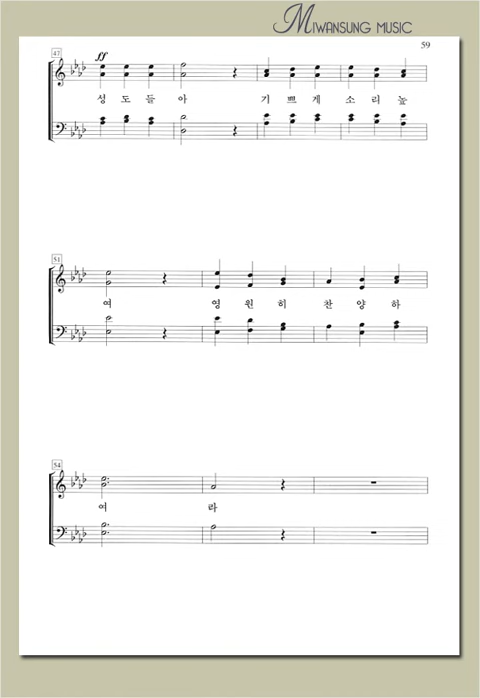 MIWANSUNG MUSIC
59
47
ff
성 도 들 아 기 쁘 게 소 리 높
51
여 영 원 히 찬 양 하
54
여 라